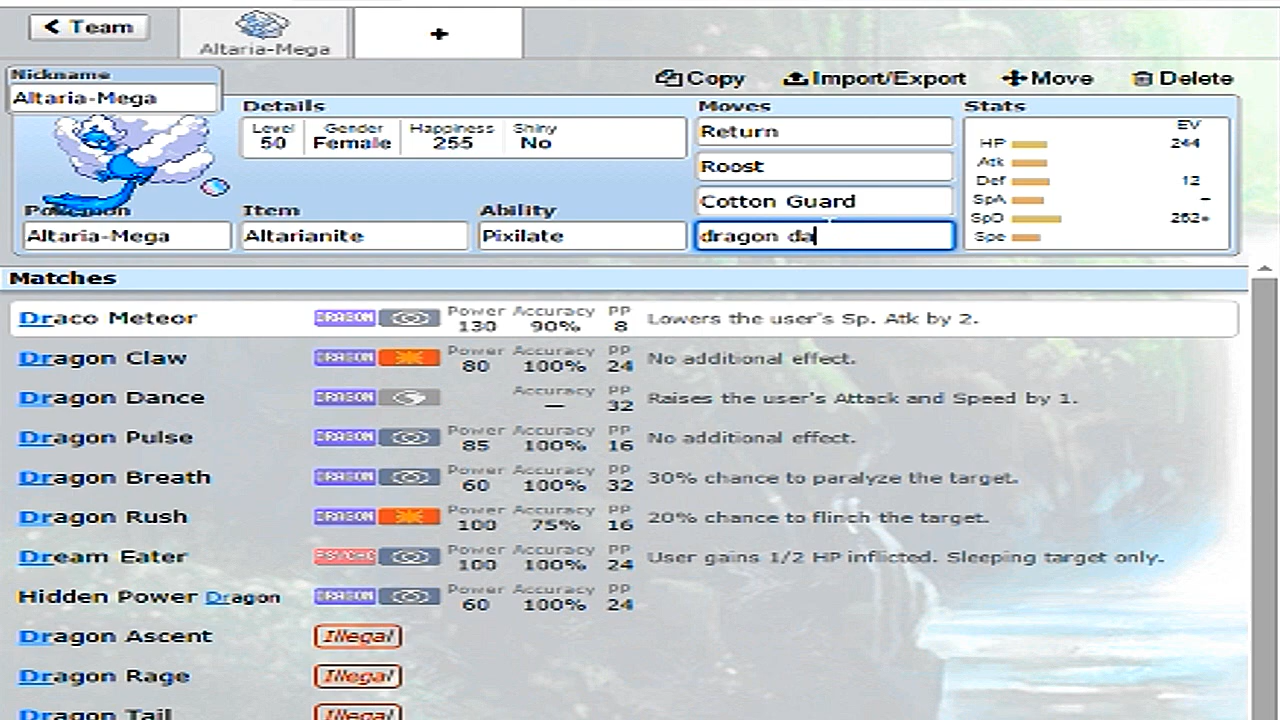 Team
Altaria-Mega
+
Nickname
Altaria-Mega
Copy Import/Export Move Delete
Details
Level Gender Happiness Shiny
50 Female 255 No
Pokemon Item Ability
Altaria-Mega Altarianite Pixilate
Moves
Return
Roost
Cotton Guard
dragon da
Stats
EV
HP 244
Atk
Def 12
SpA –
SpD 252+
Spe
Matches
Draco Meteor DRAGON Power 130 Accuracy 90% PP 8 Lowers the user's Sp. Atk by 2.
Dragon Claw DRAGON Power 80 Accuracy 100% PP 24 No additional effect.
Dragon Dance DRAGON Accuracy — PP 32 Raises the user's Attack and Speed by 1.
Dragon Pulse DRAGON Power 85 Accuracy 100% PP 16 No additional effect.
Dragon Breath DRAGON Power 60 Accuracy 100% PP 32 30% chance to paralyze the target.
Dragon Rush DRAGON Power 100 Accuracy 75% PP 16 20% chance to flinch the target.
Dream Eater PSYCHC Power 100 Accuracy 100% PP 24 User gains 1/2 HP inflicted. Sleeping target only.
Hidden Power Dragon DRAGON Power 60 Accuracy 100% PP 24
Dragon Ascent Illegal
Dragon Rage Illegal
Dragon Tail Illegal